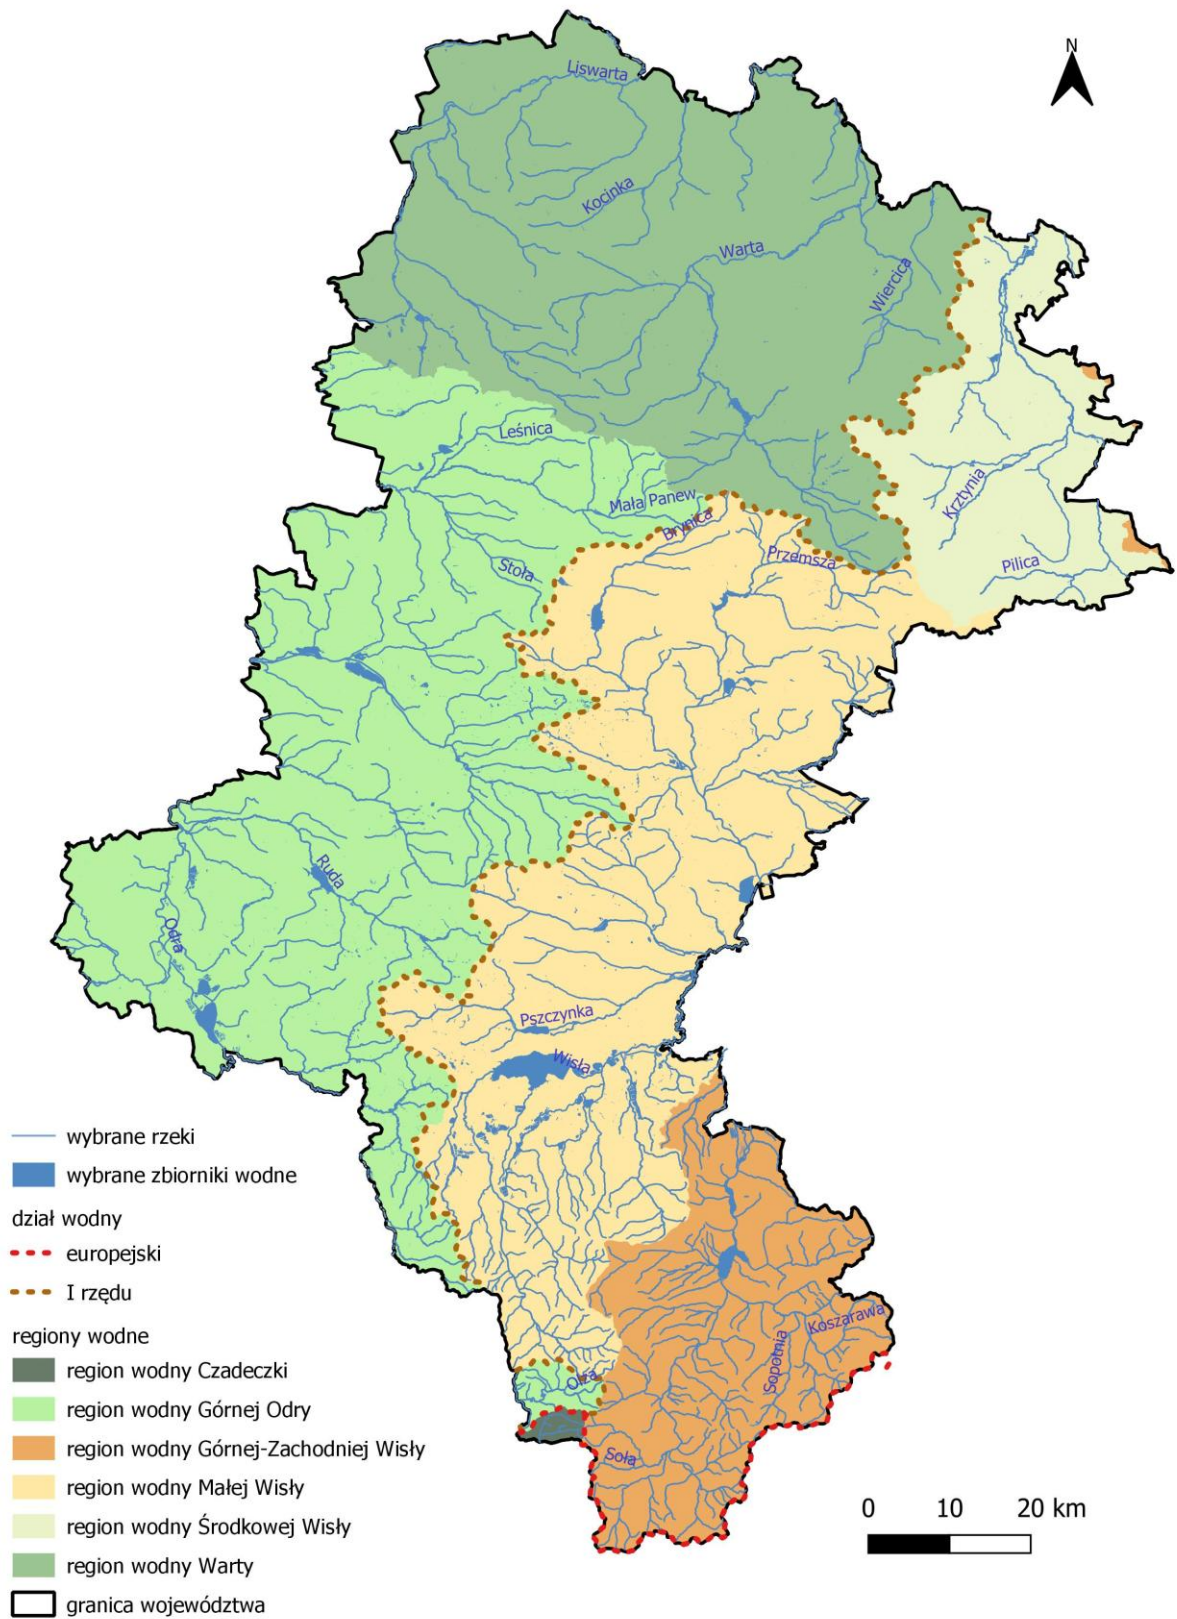 N
Liswarta
Kocinka
Warta
Wiercica
Leśnica
Mała Panew
Brynica
Krztynia
Przemsza
Pilica
Stoła
Ruda
Odra
Pszczynka
Wisła
Koszarawa
Sopotnia
Olza
Soła
wybrane rzeki
wybrane zbiorniki wodne
dział wodny
europejski
I rzędu
regiony wodne
region wodny Czadeczki
region wodny Górnej Odry
region wodny Górnej-Zachodniej Wisły
region wodny Małej Wisły
region wodny Środkowej Wisły
region wodny Warty
granica województwa
0 10 20 km